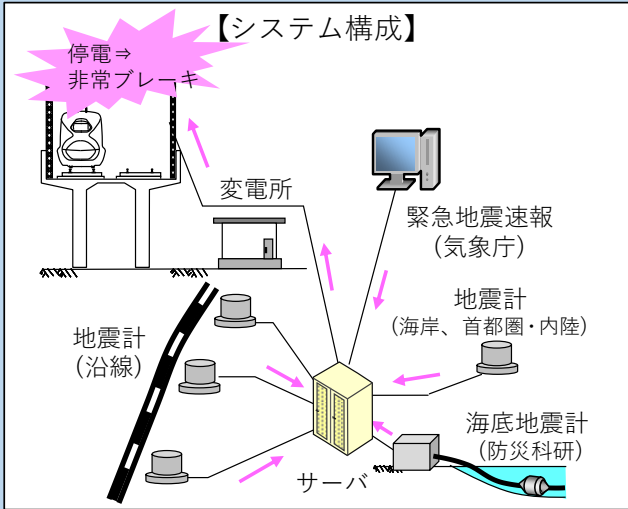 【システム構成】
停電⇒
非常ブレーキ
変電所
緊急地震速報
(気象庁)
地震計
(海岸、首都圏・内陸)
地震計
(沿線)
海底地震計
(防災科研)
サーバ